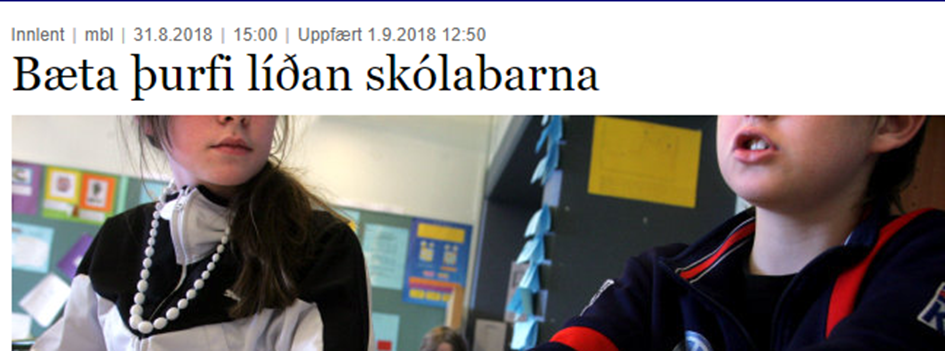 Innlent | mbl | 31.8.2018 | 15:00 | Uppfært 1.9.2018 12:50
Bæta þurfi líðan skólabarna